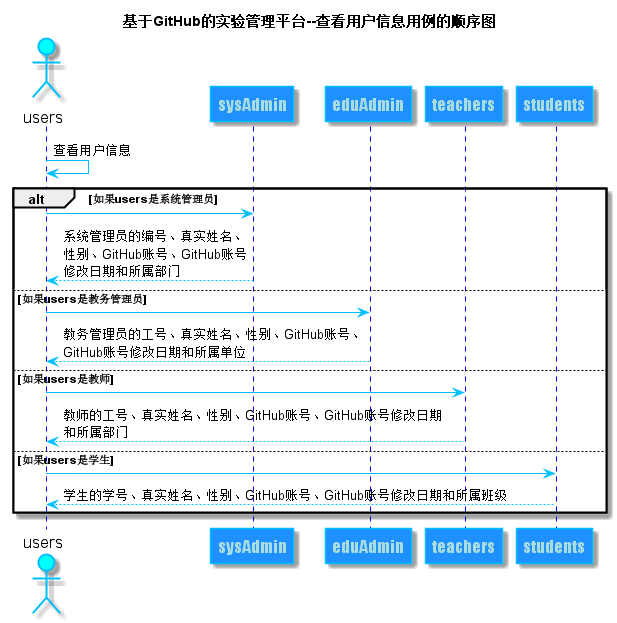 基于GitHub的实验管理平台--查看用户信息用例的顺序图
users
sysAdmin
eduAdmin
teachers
students
查看用户信息
alt
[如果users是系统管理员]
系统管理员的编号、真实姓名、
性别、GitHub账号、GitHub账号
修改日期和所属部门
[如果users是教务管理员]
教务管理员的工号、真实姓名、性别、GitHub账号、
GitHub账号修改日期和所属单位
[如果users是教师]
教师的工号、真实姓名、性别、GitHub账号、GitHub账号修改日期
和所属部门
[如果users是学生]
学生的学号、真实姓名、性别、GitHub账号、GitHub账号修改日期和所属班级
users
sysAdmin
eduAdmin
teachers
students